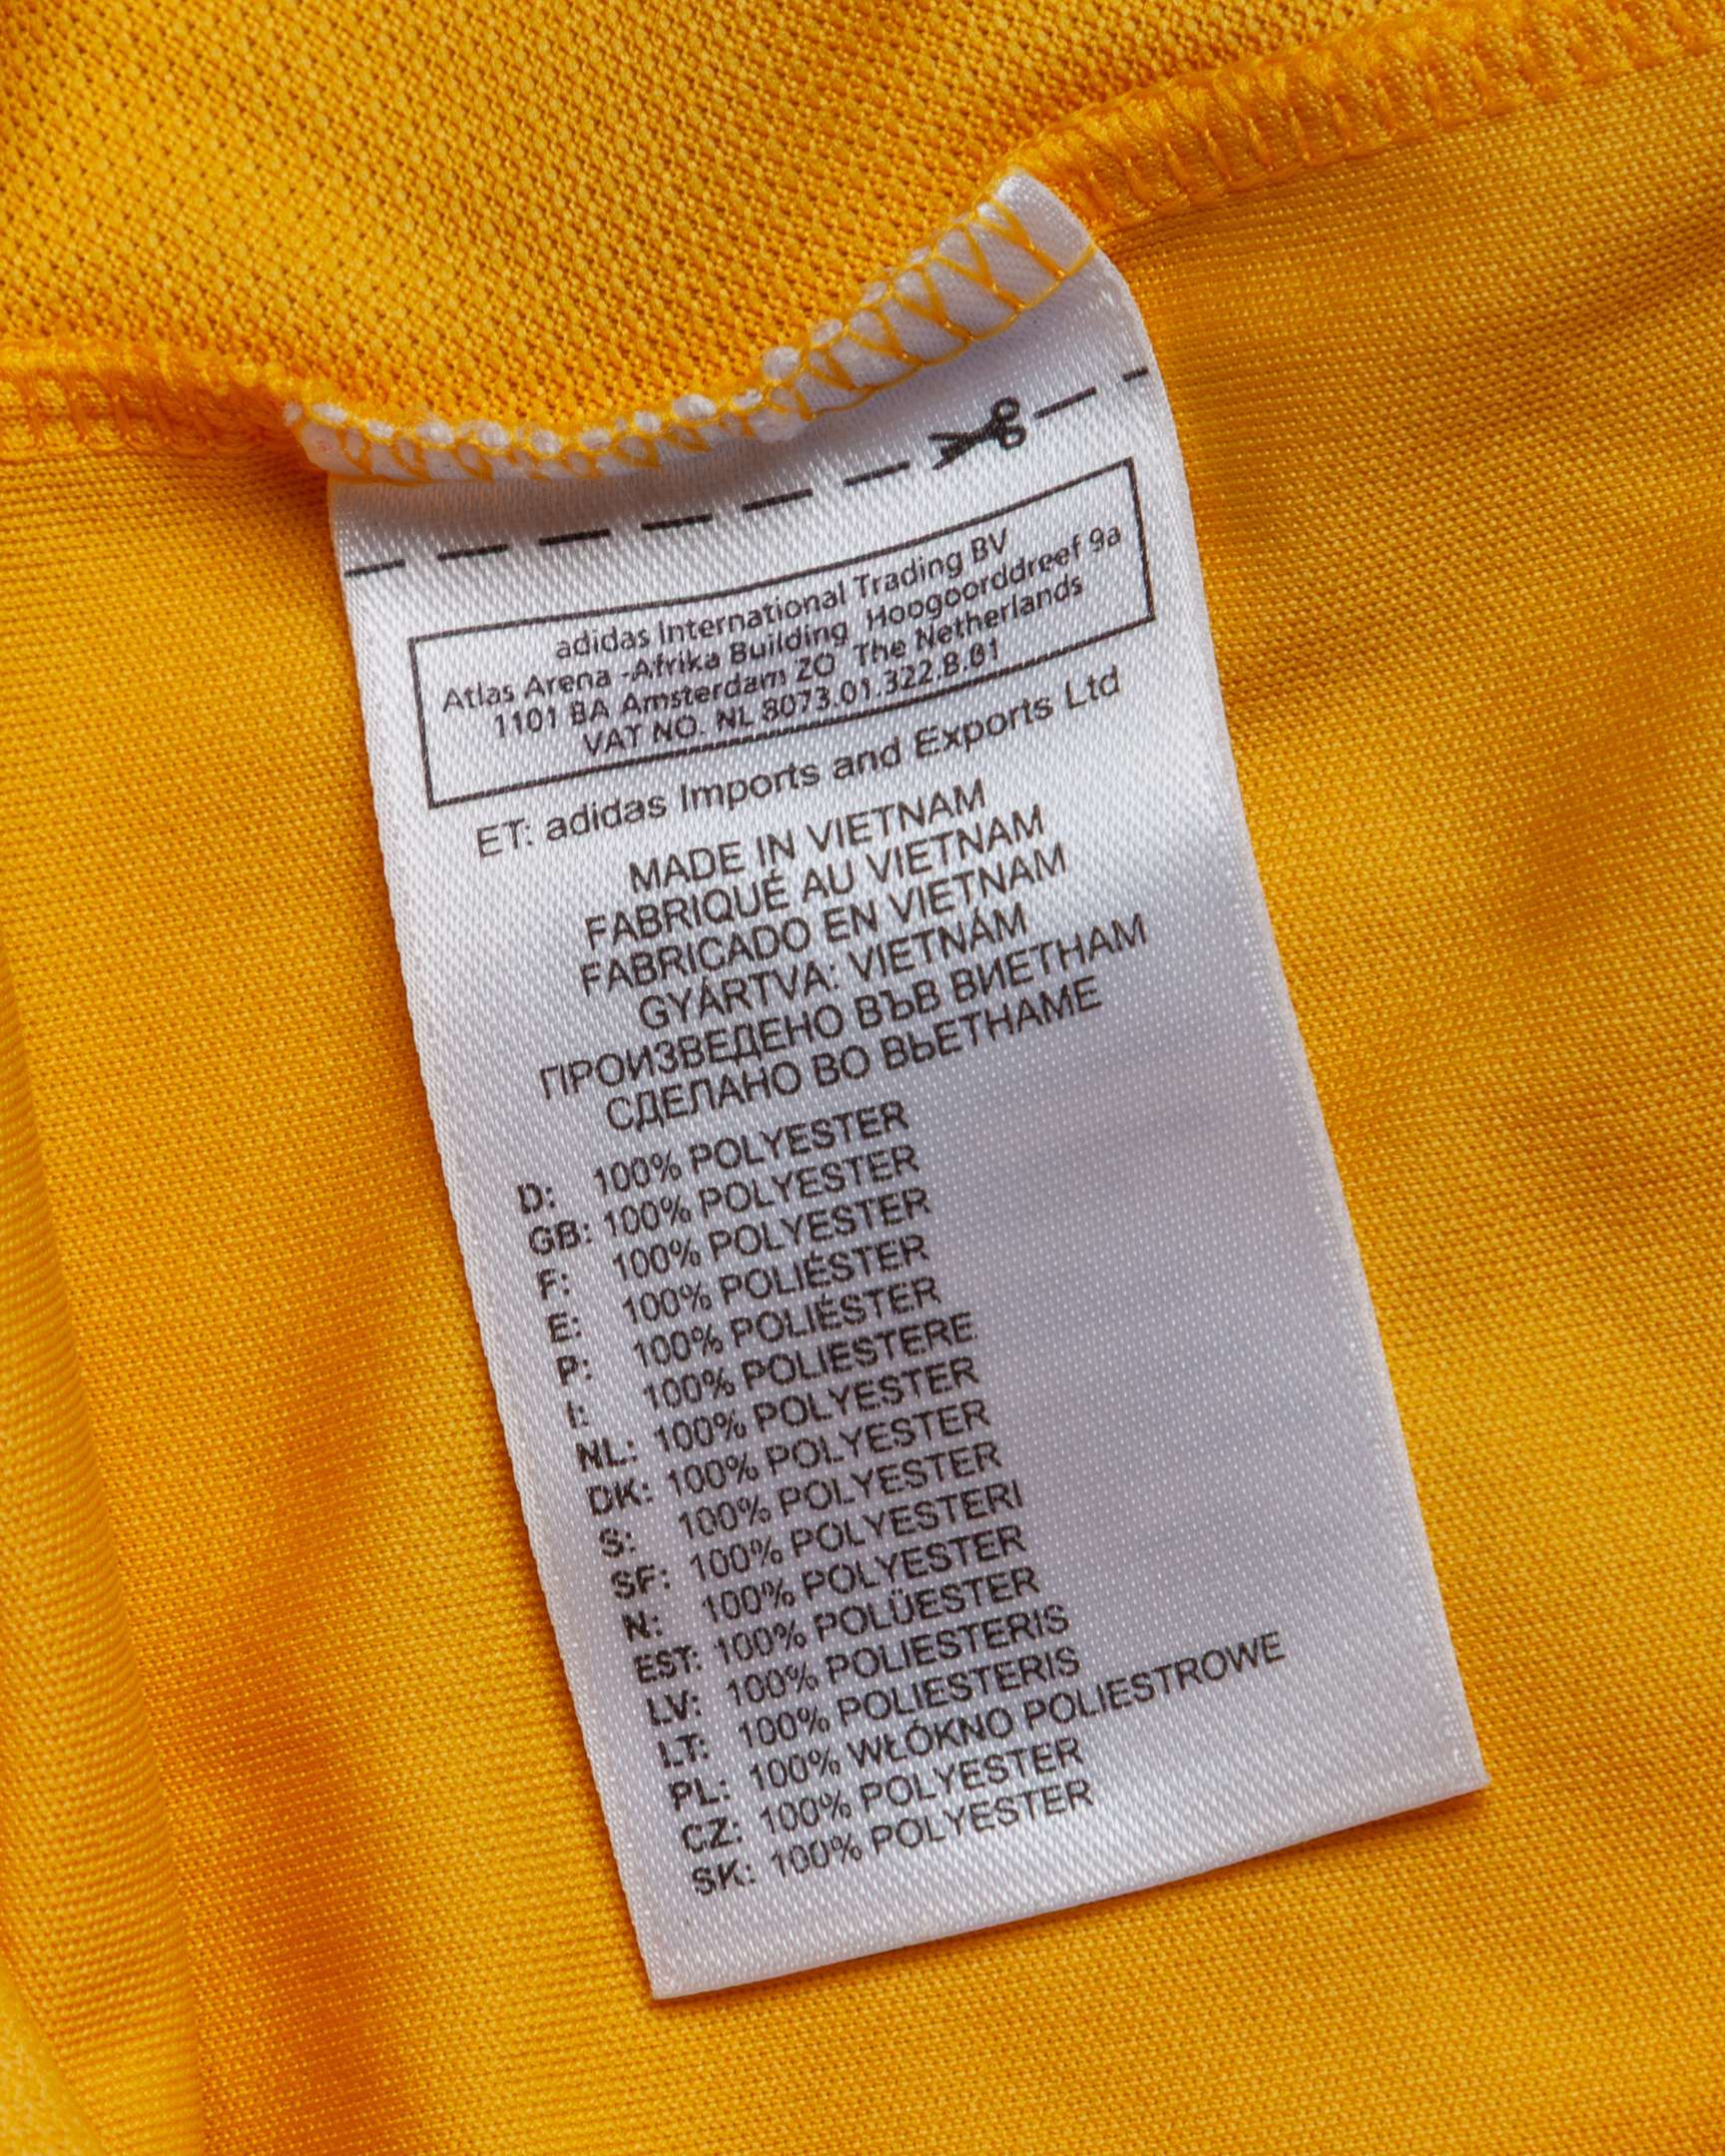 adidas International Trading BV
Atlas Arena -Afrika Building, Hoogoorddreef 9a
1101 BA Amsterdam ZO The Netherlands
VAT NO. NL 8073.01.322.B.01
ET: adidas Imports and Exports Ltd
MADE IN VIETNAM
FABRIQUÉ AU VIETNAM
FABRICADO EN VIETNAM
GYÁRTVA: VIETNÁM
ПРОИЗВЕДЕНО ВЪВ ВИЕТНАМ
СДЕЛАНО ВО ВЬЕТНАМЕ
D: 100% POLYESTER
GB: 100% POLYESTER
F: 100% POLYESTER
E: 100% POLIÉSTER
P: 100% POLIÉSTER
I: 100% POLIESTERE
NL: 100% POLYESTER
DK: 100% POLYESTER
S: 100% POLYESTER
SF: 100% POLYESTERI
N: 100% POLYESTER
EST: 100% POLÜESTER
LV: 100% POLIESTERIS
LT: 100% POLIESTERIS
PL: 100% WŁÓKNO POLIESTROWE
CZ: 100% POLYESTER
SK: 100% POLYESTER